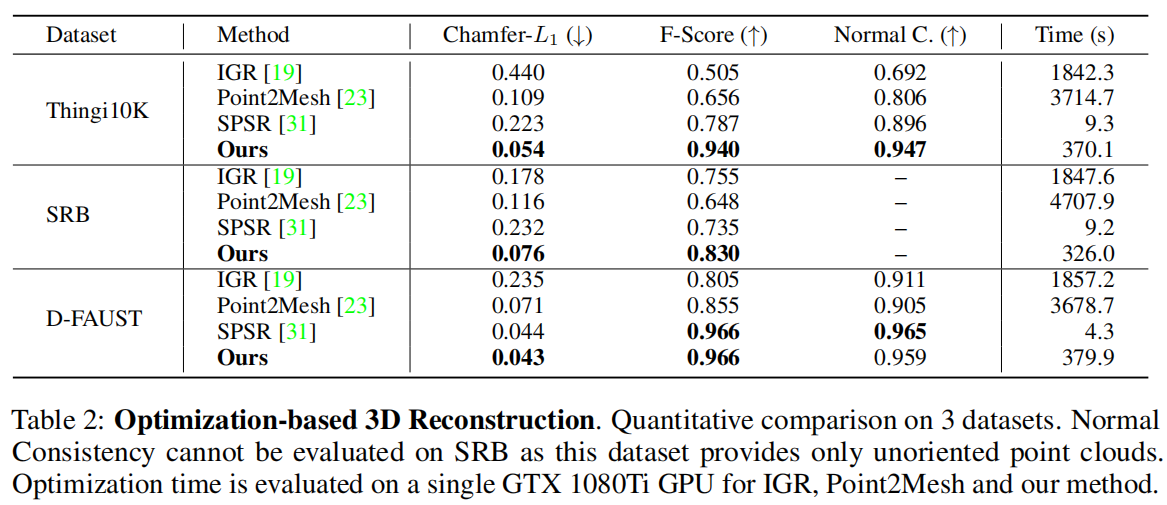 Dataset Method Chamfer-L1 (↓) F-Score (↑) Normal C. (↑) Time (s)
Thingi10K IGR [19] 0.440 0.505 0.692 1842.3
Point2Mesh [23] 0.109 0.656 0.806 3714.7
SPSR [31] 0.223 0.787 0.896 9.3
Ours 0.054 0.940 0.947 370.1
SRB IGR [19] 0.178 0.755 – 1847.6
Point2Mesh [23] 0.116 0.648 – 4707.9
SPSR [31] 0.232 0.735 – 9.2
Ours 0.076 0.830 – 326.0
D-FAUST IGR [19] 0.235 0.805 0.911 1857.2
Point2Mesh [23] 0.071 0.855 0.905 3678.7
SPSR [31] 0.044 0.966 0.965 4.3
Ours 0.043 0.966 0.959 379.9
Table 2: Optimization-based 3D Reconstruction. Quantitative comparison on 3 datasets. Normal
Consistency cannot be evaluated on SRB as this dataset provides only unoriented point clouds.
Optimization time is evaluated on a single GTX 1080Ti GPU for IGR, Point2Mesh and our method.